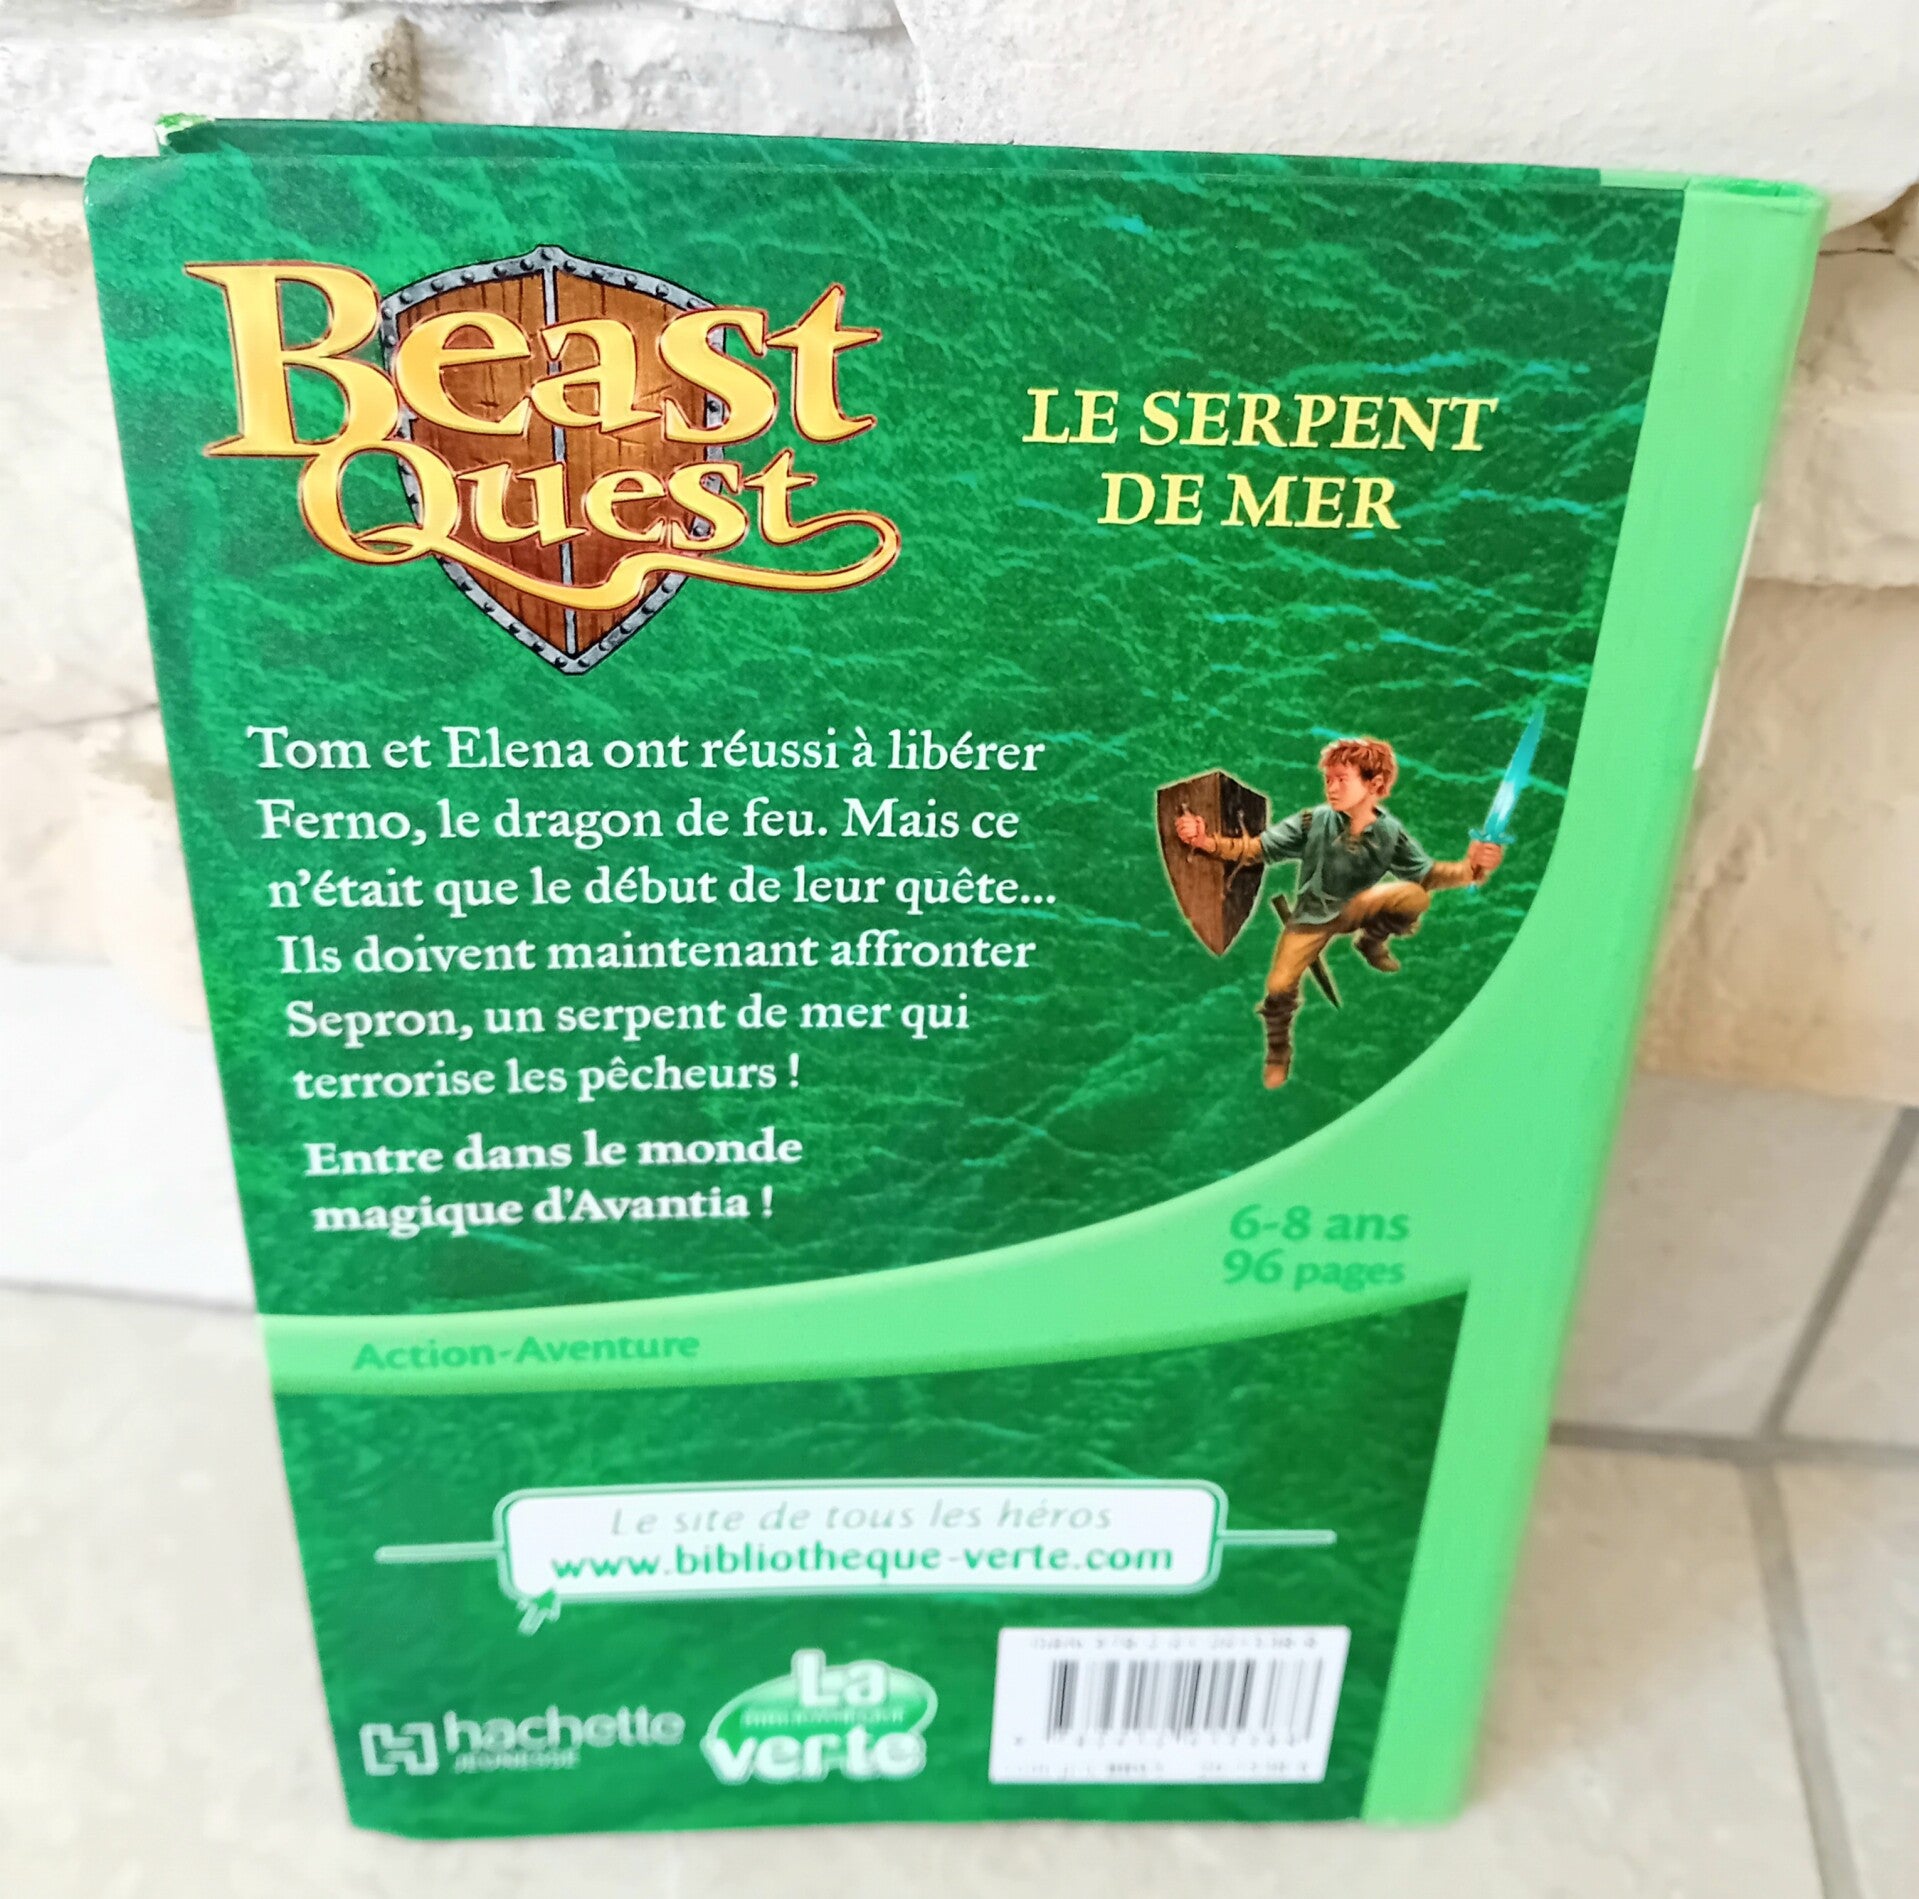 Beast
Quest
LE SERPENT
DE MER
Tom et Elena ont réussi à libérer
Ferno, le dragon de feu. Mais ce
n'était que le début de leur quête...
Ils doivent maintenant affronter
Sepron, un serpent de mer qui
terrorise les pêcheurs !
Entre dans le monde
magique d'Avantia !
6-8 ans
96 pages
Action-Aventure
Le site de tous les héros
www.bibliotheque-verte.com
hachette
JEUNESSE
La
verte